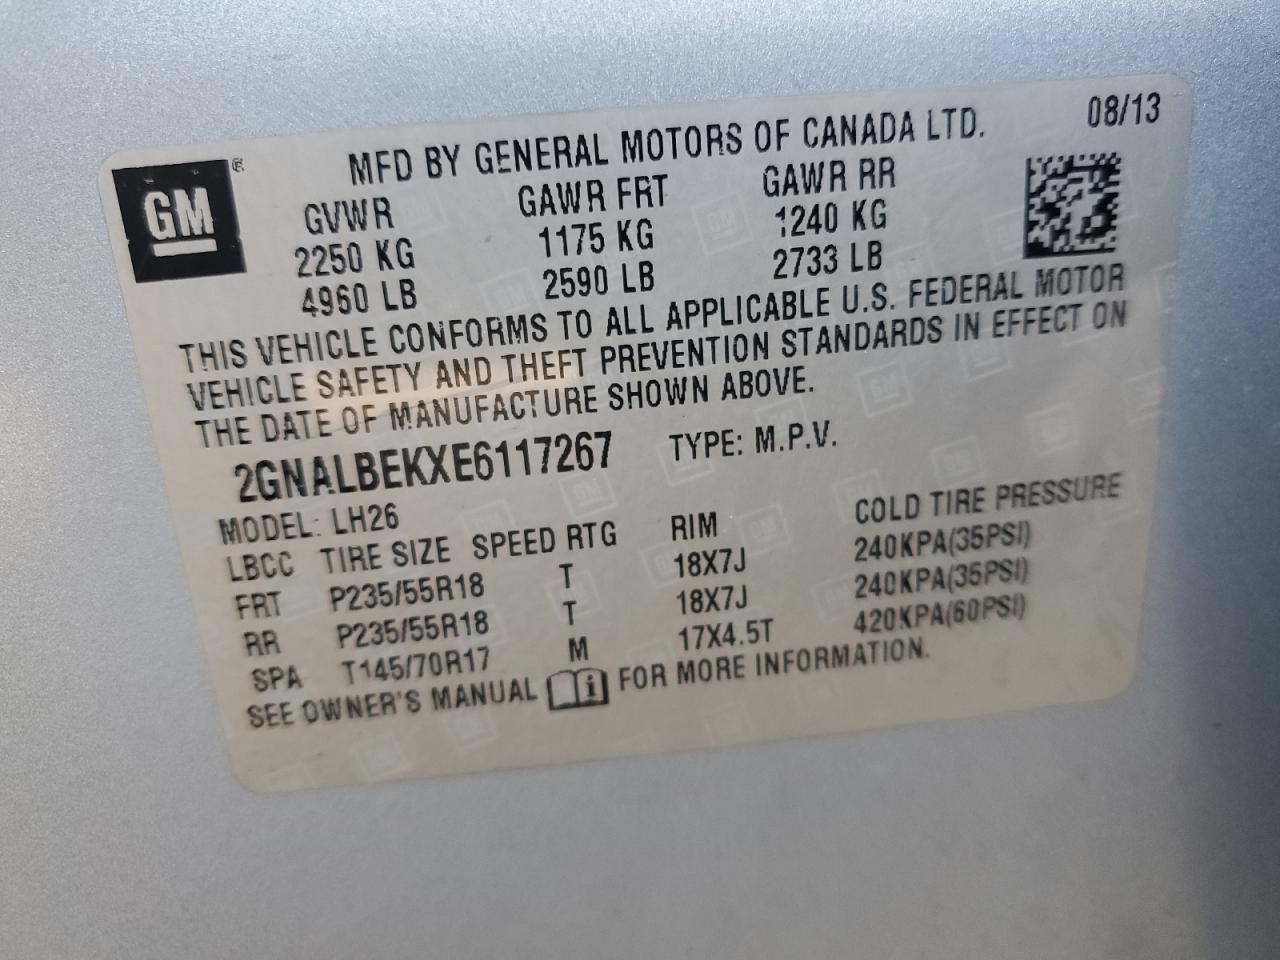 08/13
GM®
MFD BY GENERAL MOTORS OF CANADA LTD.
GVWR GAWR FRT GAWR RR
2250 KG 1175 KG 1240 KG
4960 LB 2590 LB 2733 LB
THIS VEHICLE CONFORMS TO ALL APPLICABLE U.S. FEDERAL MOTOR
VEHICLE SAFETY AND THEFT PREVENTION STANDARDS IN EFFECT ON
THE DATE OF MANUFACTURE SHOWN ABOVE.
2GNALBEKXE6117267 TYPE: M.P.V.
MODEL: LH26
LBCC TIRE SIZE SPEED RTG RIM COLD TIRE PRESSURE
FRT P235/55R18 T 18X7J 240KPA(35PSI)
RR P235/55R18 T 18X7J 240KPA(35PSI)
SPA T145/70R17 M 17X4.5T 420KPA(60PSI)
SEE OWNER'S MANUAL i FOR MORE INFORMATION.